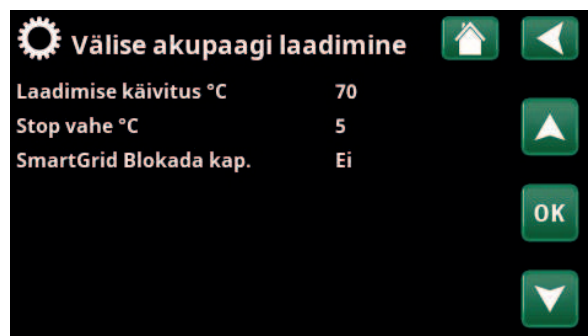 Välise akupaagi laadimine
Laadimise käivitus °C 70
Stop vahe °C 5
SmartGrid Blokada kap. Ei
OK